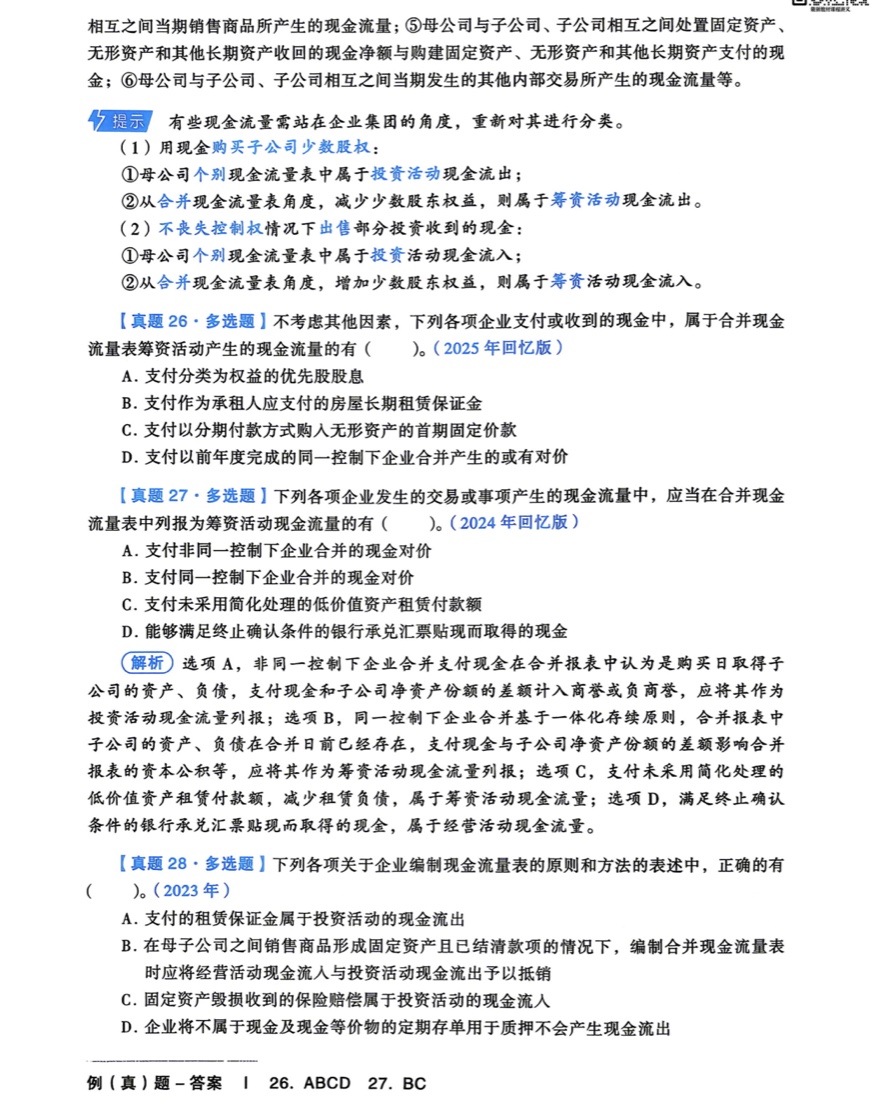 相互之间当期销售商品所产生的现金流量；⑤母公司与子公司、子公司相互之间处置固定资产、
无形资产和其他长期资产收回的现金净额与购建固定资产、无形资产和其他长期资产支付的现
金；⑥母公司与子公司、子公司相互之间当期发生的其他内部交易所产生的现金流量等。
提示 有些现金流量需站在企业集团的角度，重新对其进行分类。
（1）用现金购买子公司少数股权：
①母公司个别现金流量表中属于投资活动现金流出；
②从合并现金流量表角度，减少少数股东权益，则属于筹资活动现金流出。
（2）不丧失控制权情况下出售部分投资收到的现金：
①母公司个别现金流量表中属于投资活动现金流入；
②从合并现金流量表角度，增加少数股东权益，则属于筹资活动现金流入。
【真题 26·多选题】不考虑其他因素，下列各项企业支付或收到的现金中，属于合并现金
流量表筹资活动产生的现金流量的有（ ）。（2025 年回忆版）
A. 支付分类为权益的优先股股息
B. 支付作为承租人应支付的房屋长期租赁保证金
C. 支付以分期付款方式购入无形资产的首期固定价款
D. 支付以前年度完成的同一控制下企业合并产生的或有对价
【真题 27·多选题】下列各项企业发生的交易或事项产生的现金流量中，应当在合并现金
流量表中列报为筹资活动现金流量的有（ ）。（2024 年回忆版）
A. 支付非同一控制下企业合并的现金对价
B. 支付同一控制下企业合并的现金对价
C. 支付未采用简化处理的低价值资产租赁付款额
D. 能够满足终止确认条件的银行承兑汇票贴现而取得的现金
解析 选项 A，非同一控制下企业合并支付现金在合并报表中认为是购买日取得子
公司的资产、负债，支付现金和子公司净资产份额的差额计入商誉或负商誉，应将其作为
投资活动现金流量列报；选项 B，同一控制下企业合并基于一体化存续原则，合并报表中
子公司的资产、负债在合并日前已经存在，支付现金与子公司净资产份额的差额影响合并
报表的资本公积等，应将其作为筹资活动现金流量列报；选项 C，支付未采用简化处理的
低价值资产租赁付款额，减少租赁负债，属于筹资活动现金流量；选项 D，满足终止确认
条件的银行承兑汇票贴现而取得的现金，属于经营活动现金流量。
【真题 28·多选题】下列各项关于企业编制现金流量表的原则和方法的表述中，正确的有
（ ）。（2023 年）
A. 支付的租赁保证金属于投资活动的现金流出
B. 在母子公司之间销售商品形成固定资产且已结清款项的情况下，编制合并现金流量表
时应将经营活动现金流入与投资活动现金流出予以抵销
C. 固定资产毁损收到的保险赔偿属于投资活动的现金流入
D. 企业将不属于现金及现金等价物的定期存单用于质押不会产生现金流出
例（真）题－答案 | 26. ABCD 27. BC